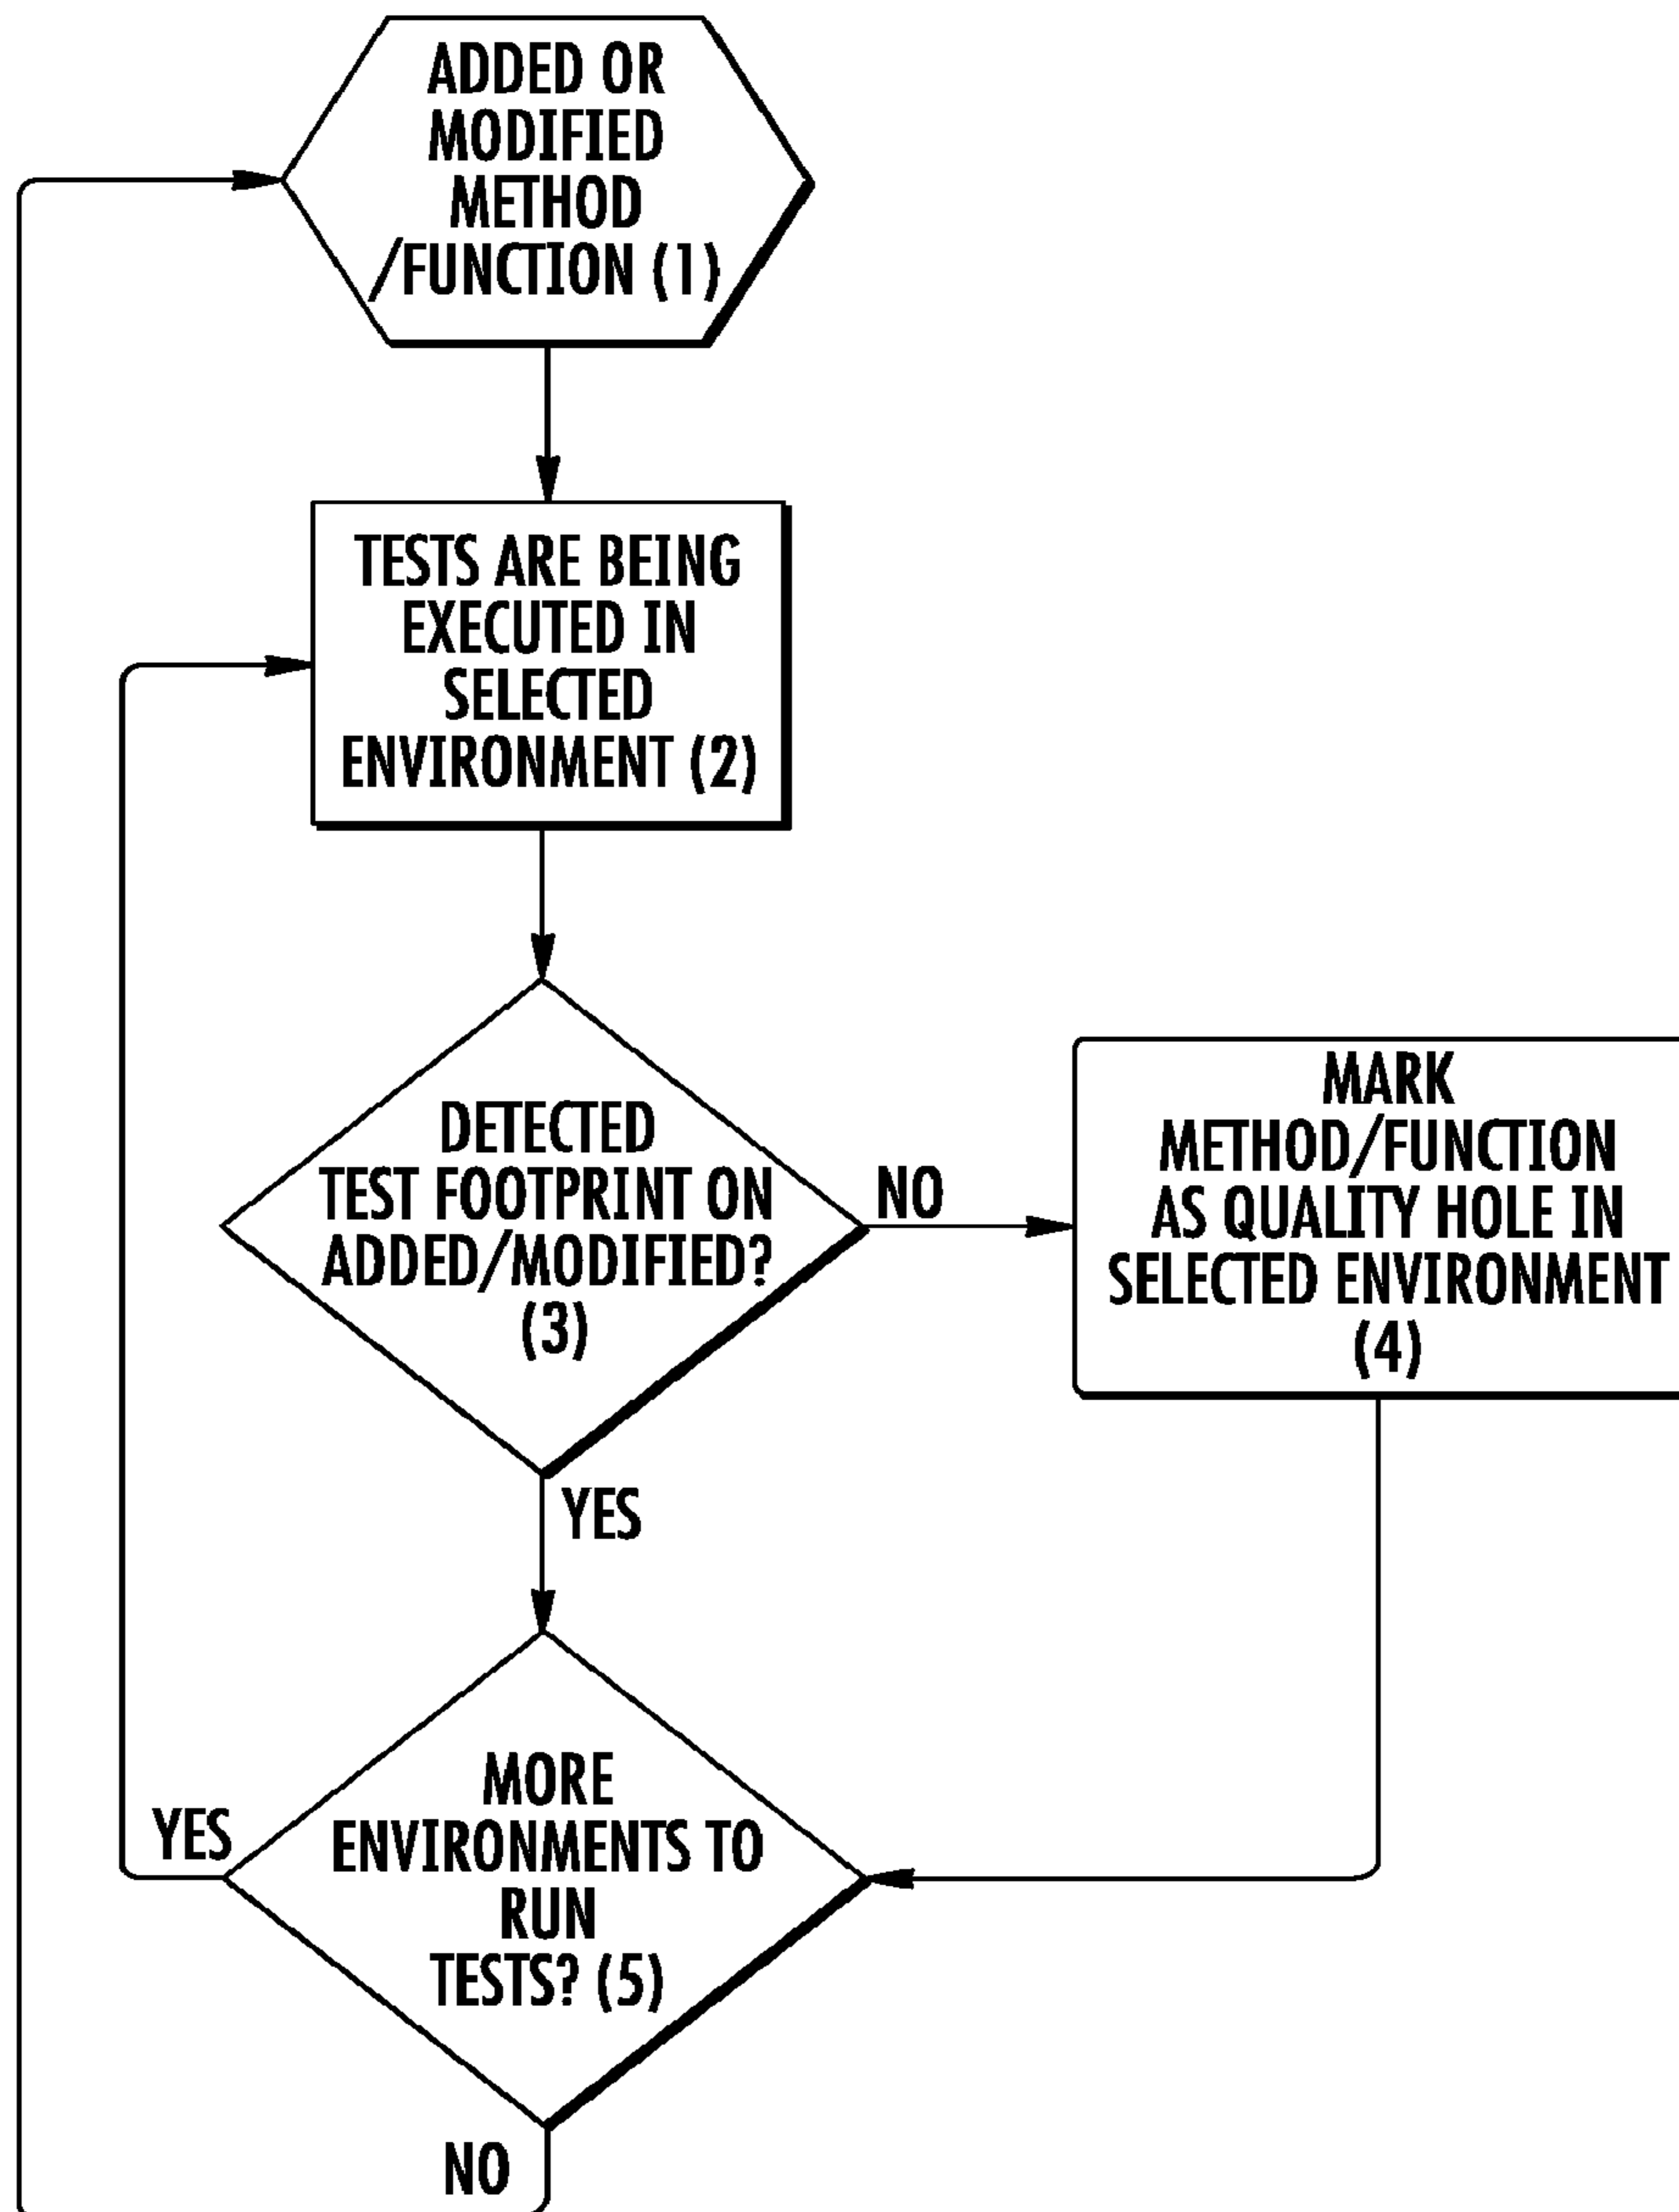 ADDED OR
MODIFIED
METHOD
/FUNCTION (1)
TESTS ARE BEING
EXECUTED IN
SELECTED
ENVIRONMENT (2)
DETECTED
TEST FOOTPRINT ON
ADDED/MODIFIED?
(3)
NO
MARK
METHOD/FUNCTION
AS QUALITY HOLE IN
SELECTED ENVIRONMENT
(4)
YES
MORE
ENVIRONMENTS TO
RUN
TESTS? (5)
YES
NO